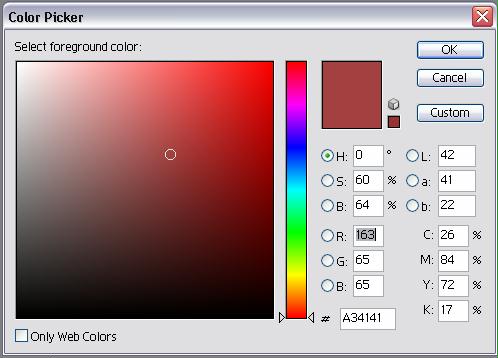 Color Picker
Select foreground color:
OK
Cancel
Custom
H: 0 ° L: 42
S: 60 % a: 41
B: 64 % b: 22
R: 163 C: 26 %
G: 65 M: 84 %
B: 65 Y: 72 %
# A34141 K: 17 %
Only Web Colors